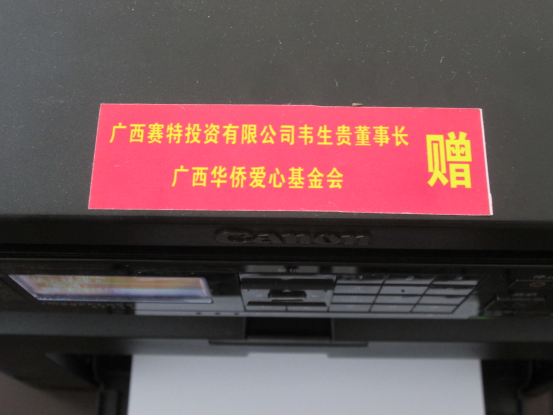 广西赛特投资有限公司韦生贵董事长
广西华侨爱心基金会
赠
Canon